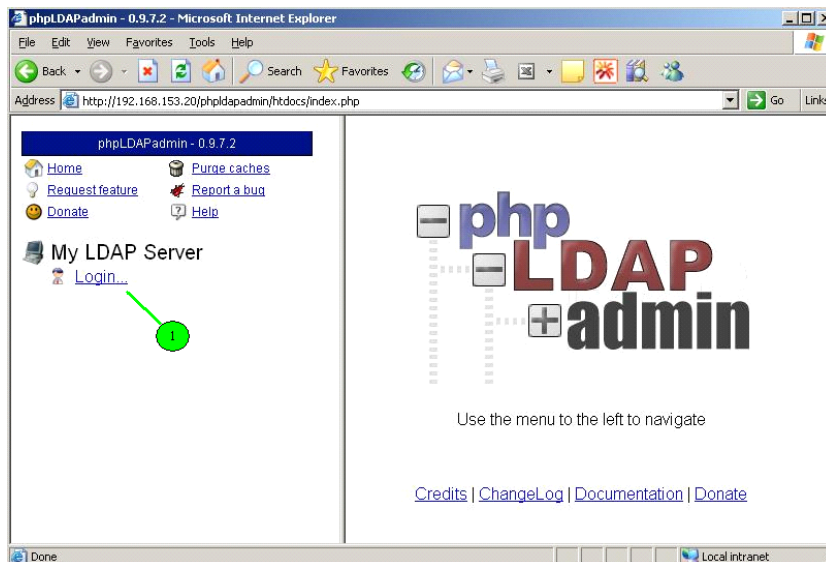 phpLDAPadmin - 0.9.7.2 - Microsoft Internet Explorer
File Edit View Favorites Tools Help
Back Search Favorites
Address http://192.168.153.20/phpldapadmin/htdocs/index.php Go Links
phpLDAPadmin - 0.9.7.2
Home Purge caches
Request feature Report a bug
Donate Help
My LDAP Server
Login...
1
php
LDAP
admin
Use the menu to the left to navigate
Credits | ChangeLog | Documentation | Donate
Done Local intranet